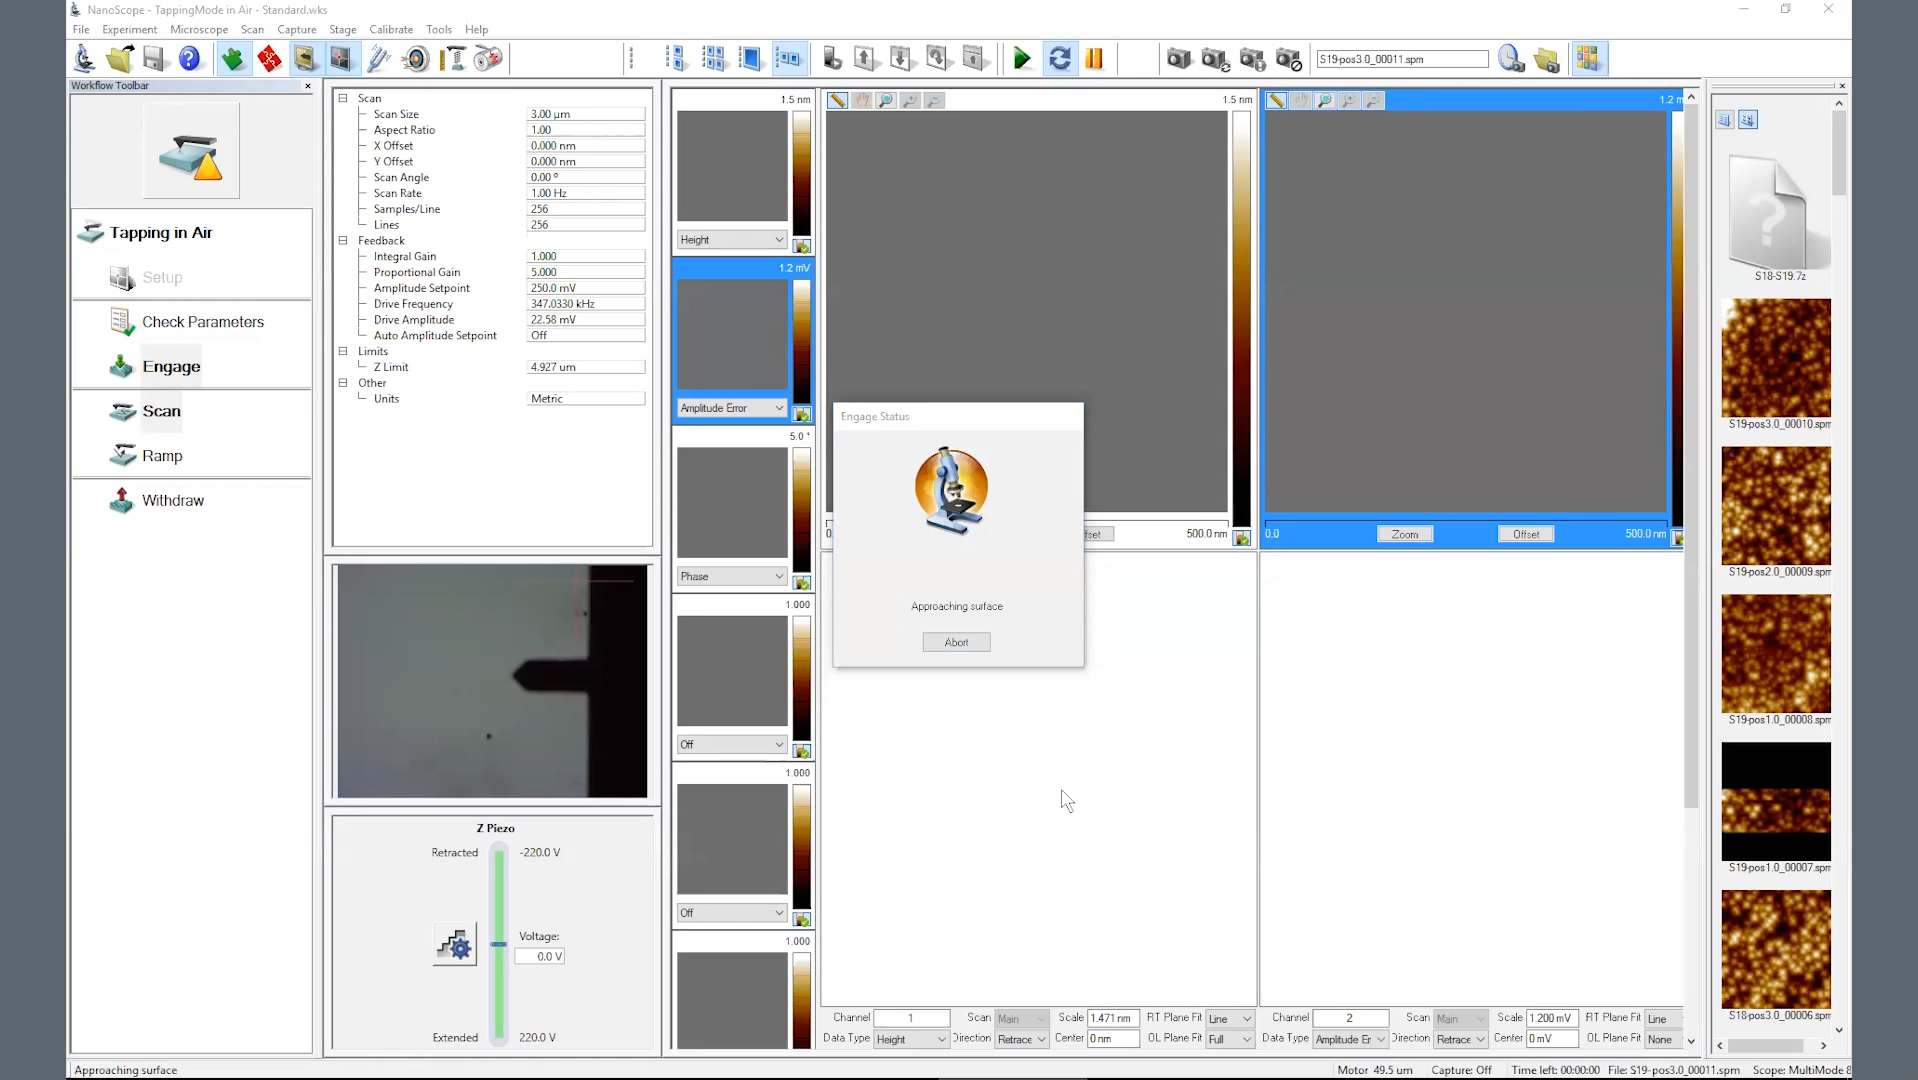 NanoScope - TappingMode in Air - Standard.wks
File Experiment Microscope Scan Capture Stage Calibrate Tools Help
S19-pos3.0_00011.spm
Workflow Toolbar
Tapping in Air
Setup
Check Parameters
Engage
Scan
Ramp
Withdraw
Scan
Scan Size 3.00 µm
Aspect Ratio 1.00
X Offset 0.000 nm
Y Offset 0.000 nm
Scan Angle 0.00 º
Scan Rate 1.00 Hz
Samples/Line 256
Lines 256
Feedback
Integral Gain 1.000
Proportional Gain 5.000
Amplitude Setpoint 250.0 mV
Drive Frequency 347.0330 kHz
Drive Amplitude 22.58 mV
Auto Amplitude Setpoint Off
Limits
Z Limit 4.927 um
Other
Units Metric
Z Piezo
Retracted -220.0 V
Voltage:
0.0 V
Extended 220.0 V
1.5 nm
Height
1.2 mV
Amplitude Error
5.0 °
Phase
1.000
Off
1.000
Off
1.000
1.5 nm
500.0 nm
1.2 m
0.0 Zoom Offset 500.0 nm
Engage Status
Approaching surface
Abort
Channel 1 Scan Main Scale 1.471 nm RT Plane Fit Line
Data Type Height Direction Retrace Center 0 nm OL Plane Fit Full
Channel 2 Scan Main Scale 1.200 mV RT Plane Fit Line
Data Type Amplitude Er Direction Retrace Center 0 mV OL Plane Fit None
S18-S19.7z
S19-pos3.0_00010.spm
S19-pos2.0_00009.spm
S19-pos1.0_00008.spm
S19-pos1.0_00007.spm
S18-pos3.0_00006.spm
Approaching surface
Motor 49.5 um Capture: Off Time left: 00:00:00 File: S19-pos3.0_00011.spm Scope: MultiMode 8